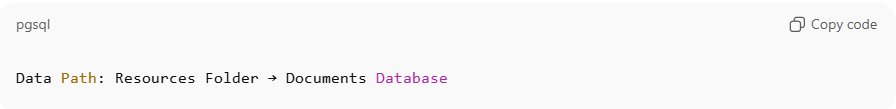 pgsql
Copy code
Data Path: Resources Folder → Documents Database